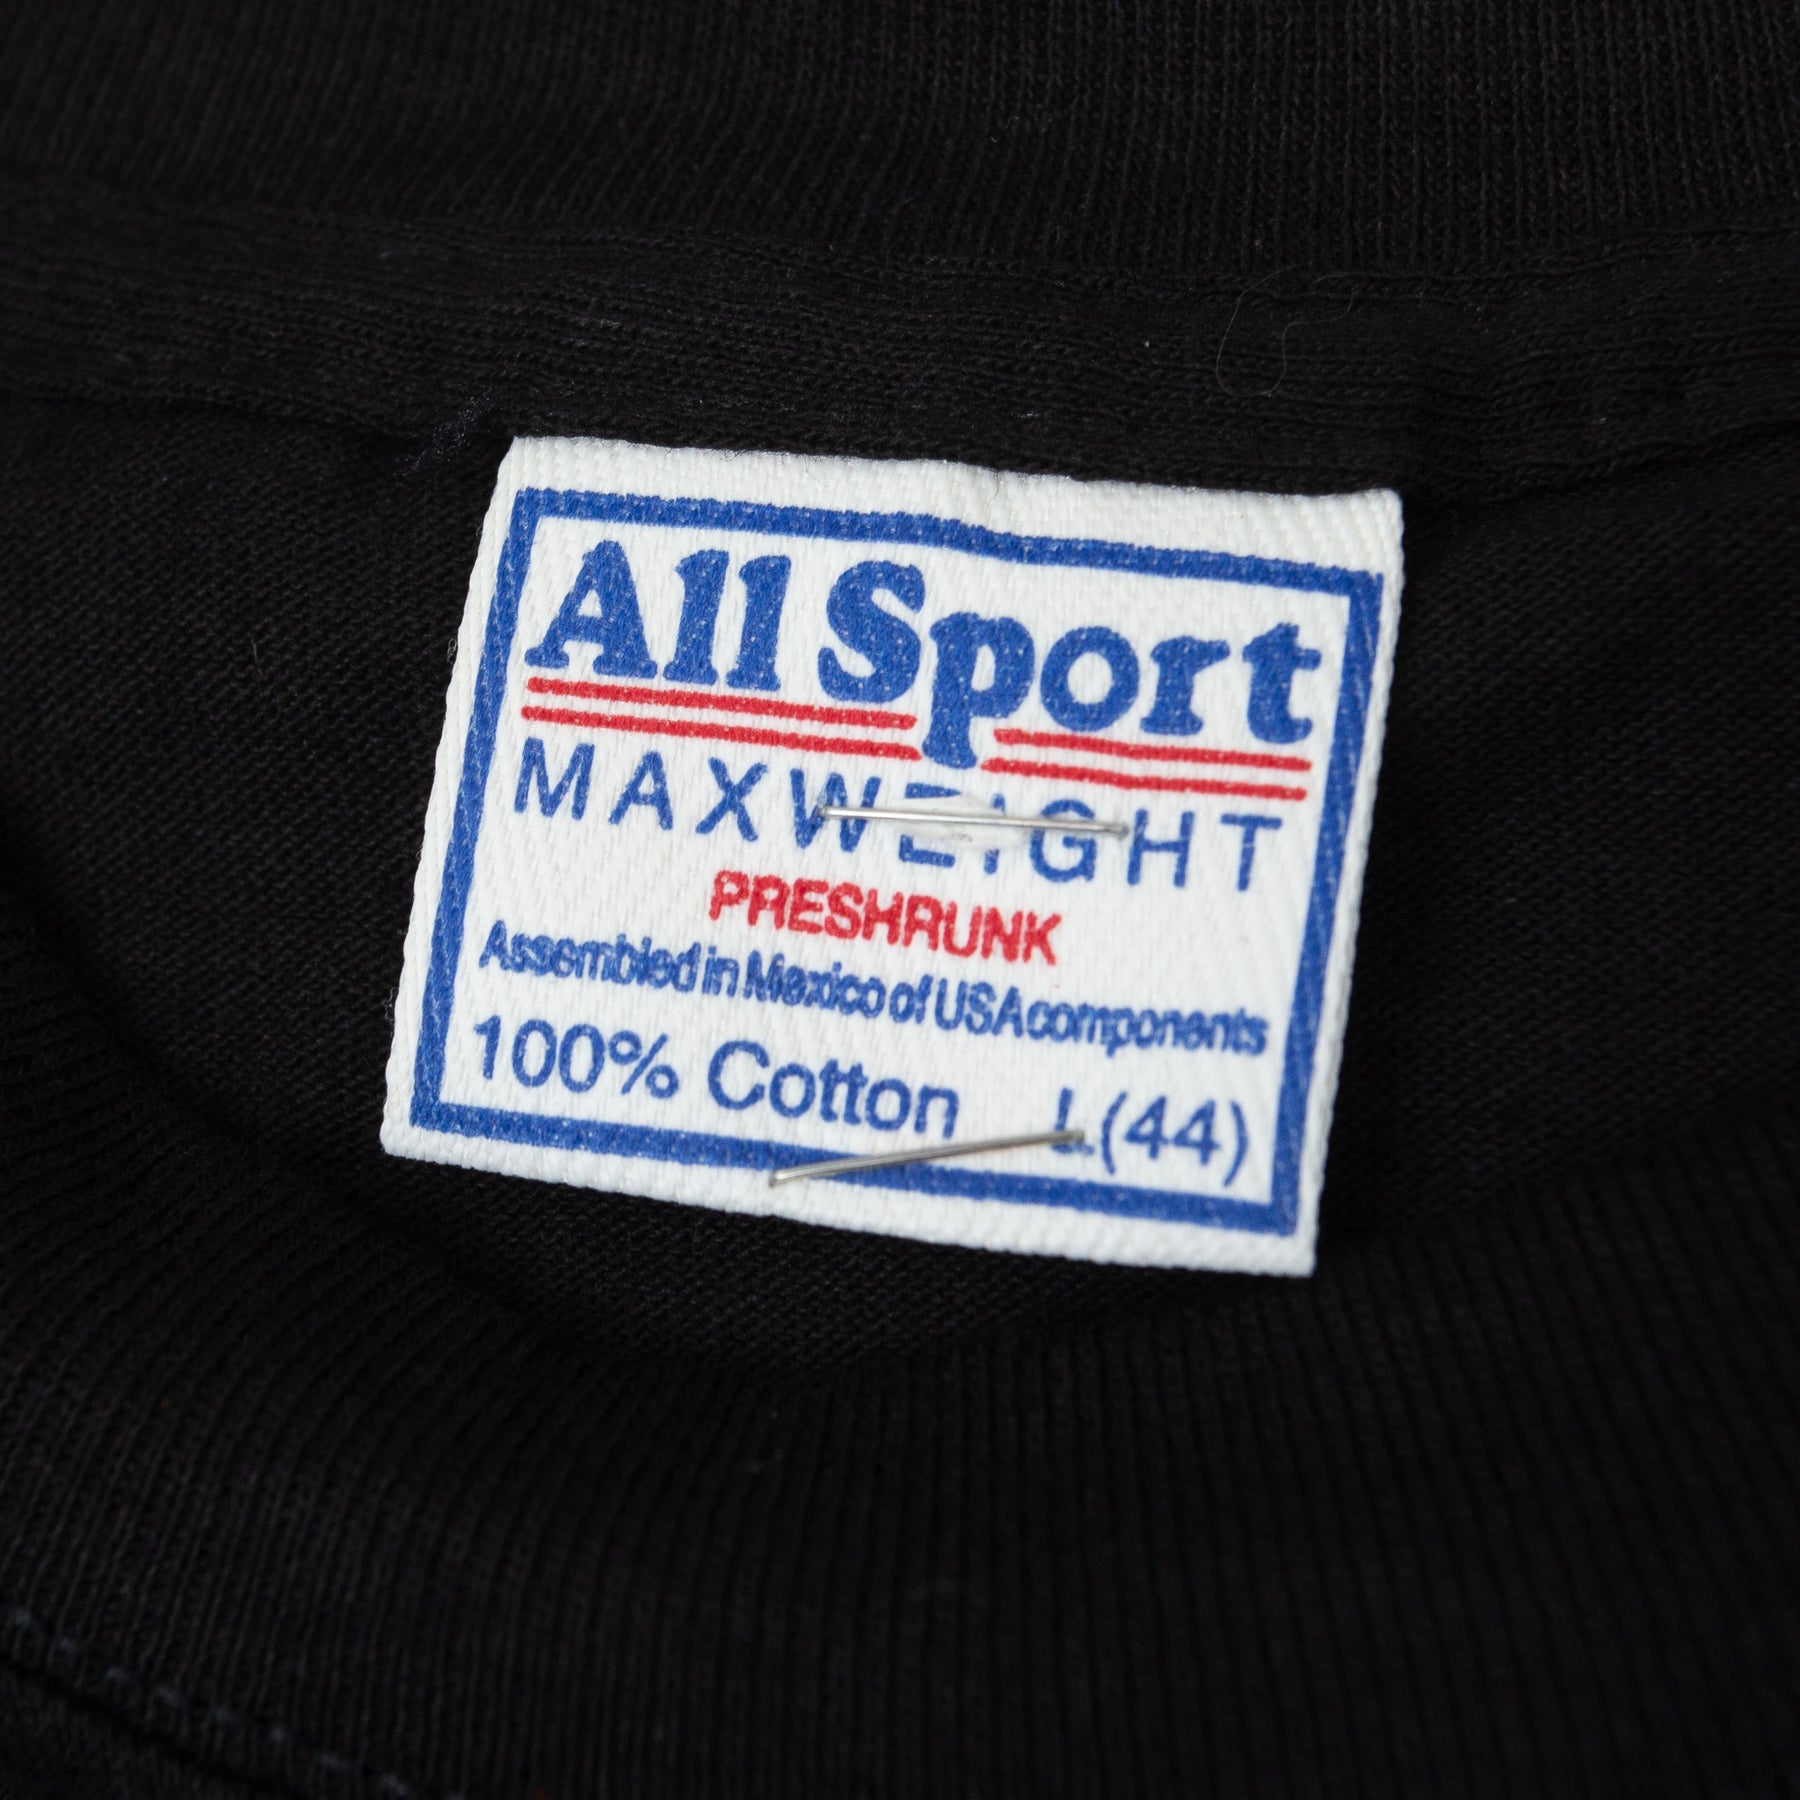 All Sport
MAXWEIGHT
PRESHRUNK
Assembled in Mexico of USA components
100% Cotton L(44)